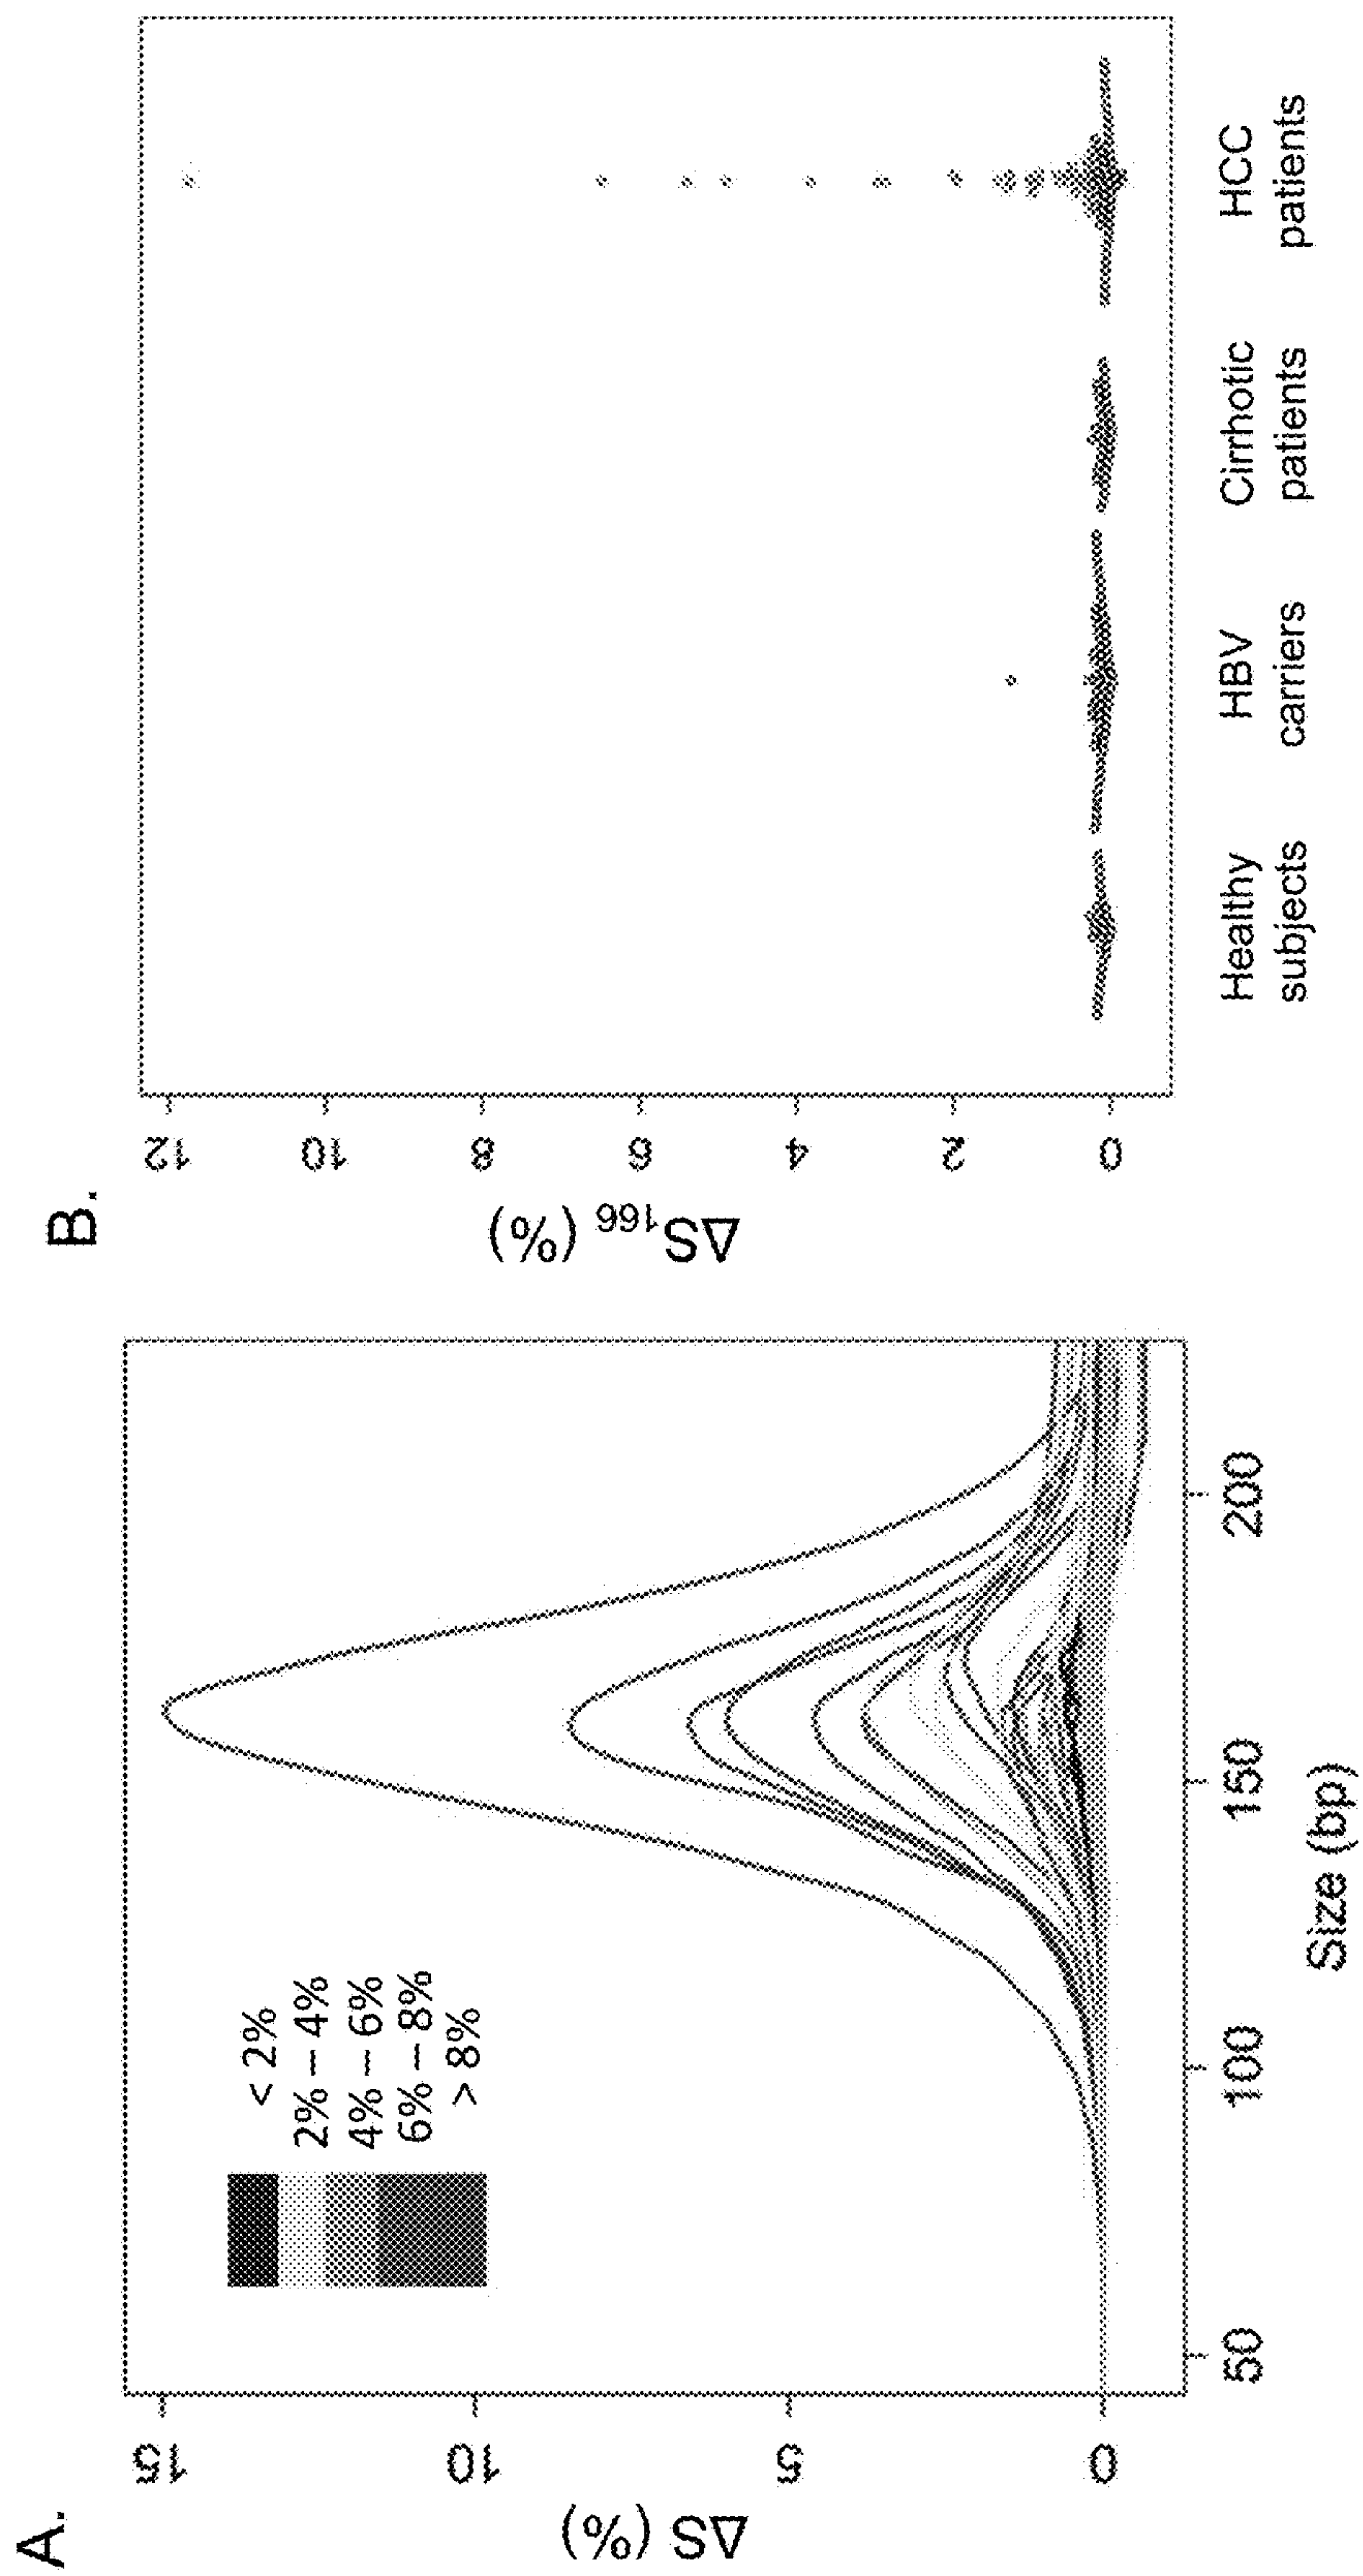 A.
ΔS (%)
15
10
5
0
< 2%
2% – 4%
4% – 6%
6% – 8%
> 8%
50
100
150
200
Size (bp)
B.
ΔS166 (%)
12
10
8
6
4
2
0
Healthy
subjects
HBV
carriers
Cirrhotic
patients
HCC
patients